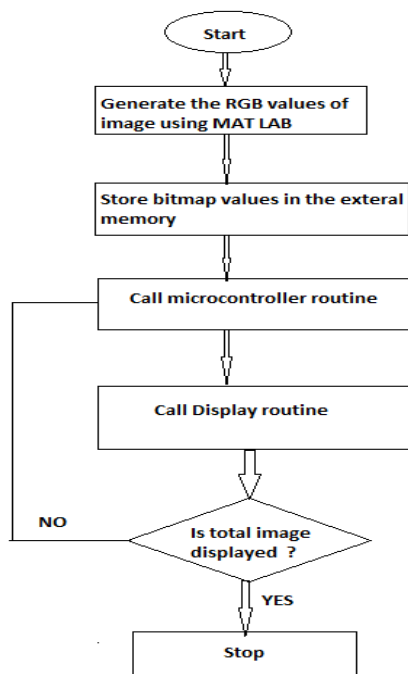 Start
Generate the RGB values of
image using MAT LAB
Store bitmap values in the exteral
memory
Call microcontroller routine
Call Display routine
Is total image
displayed ?
NO
YES
Stop